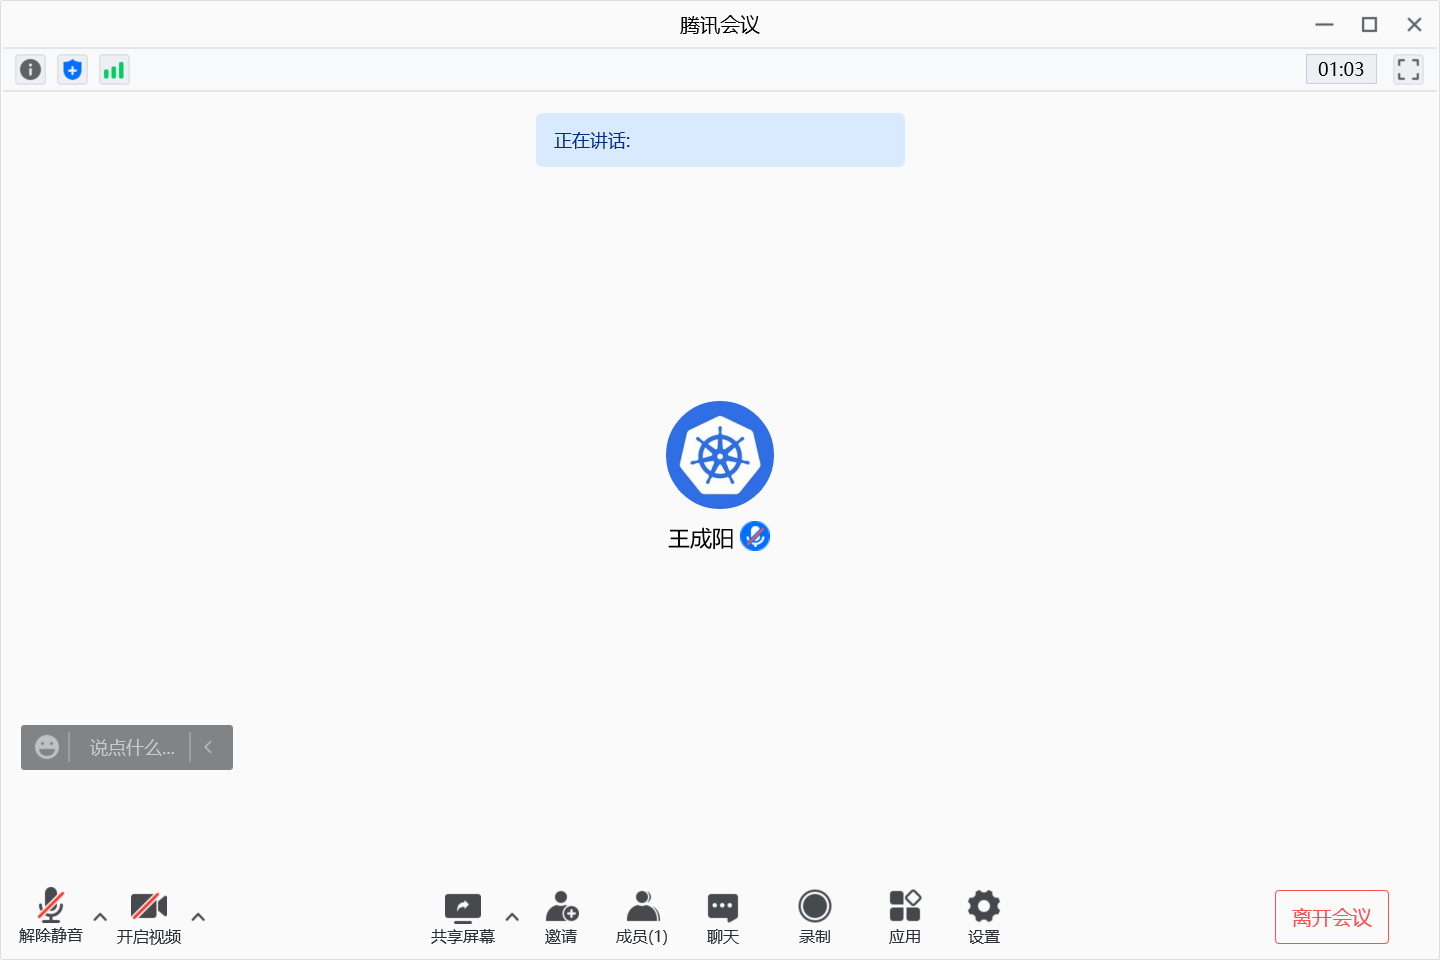 腾讯会议
01:03
正在讲话:
王成阳
说点什么...
解除静音
开启视频
共享屏幕
邀请
成员(1)
聊天
录制
应用
设置
离开会议